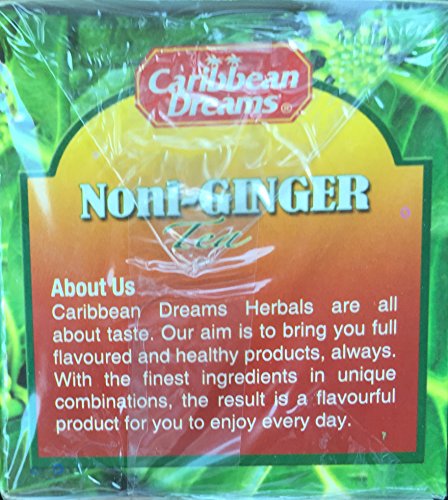 Caribbean
Dreams®
Noni-GINGER
Tea
About Us
Caribbean Dreams Herbals are all
about taste. Our aim is to bring you full
flavoured and healthy products, always.
With the finest ingredients in unique
combinations, the result is a flavourful
product for you to enjoy every day.